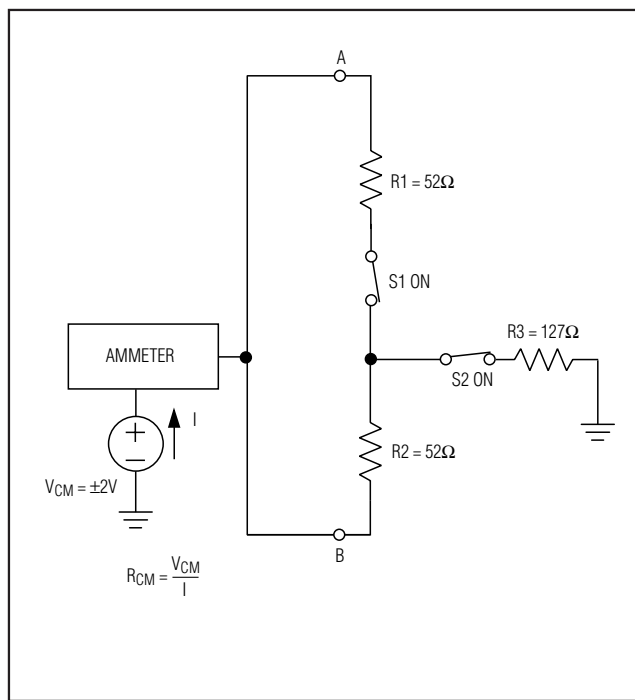 A
R1 = 52Ω
S1 ON
R3 = 127Ω
AMMETER
S2 ON
I
+
−
R2 = 52Ω
VCM = ±2V
B
RCM = VCM
I